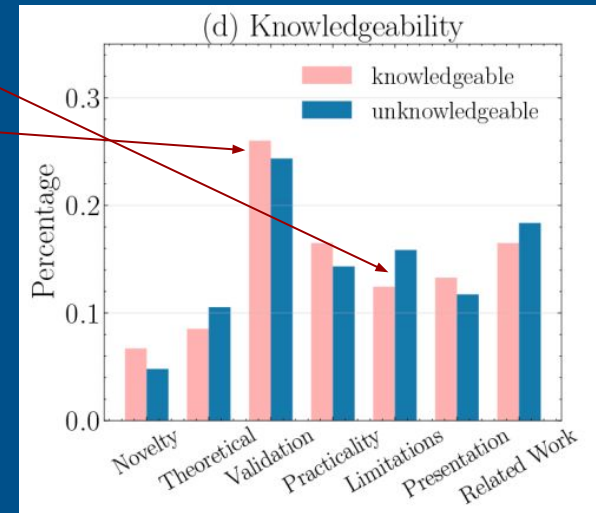 (d) Knowledgeability
knowledgeable
unknowledgeable
Percentage
0.3
0.2
0.1
0.0
Novelty
Theoretical
Validation
Practicality
Limitations
Presentation
Related Work